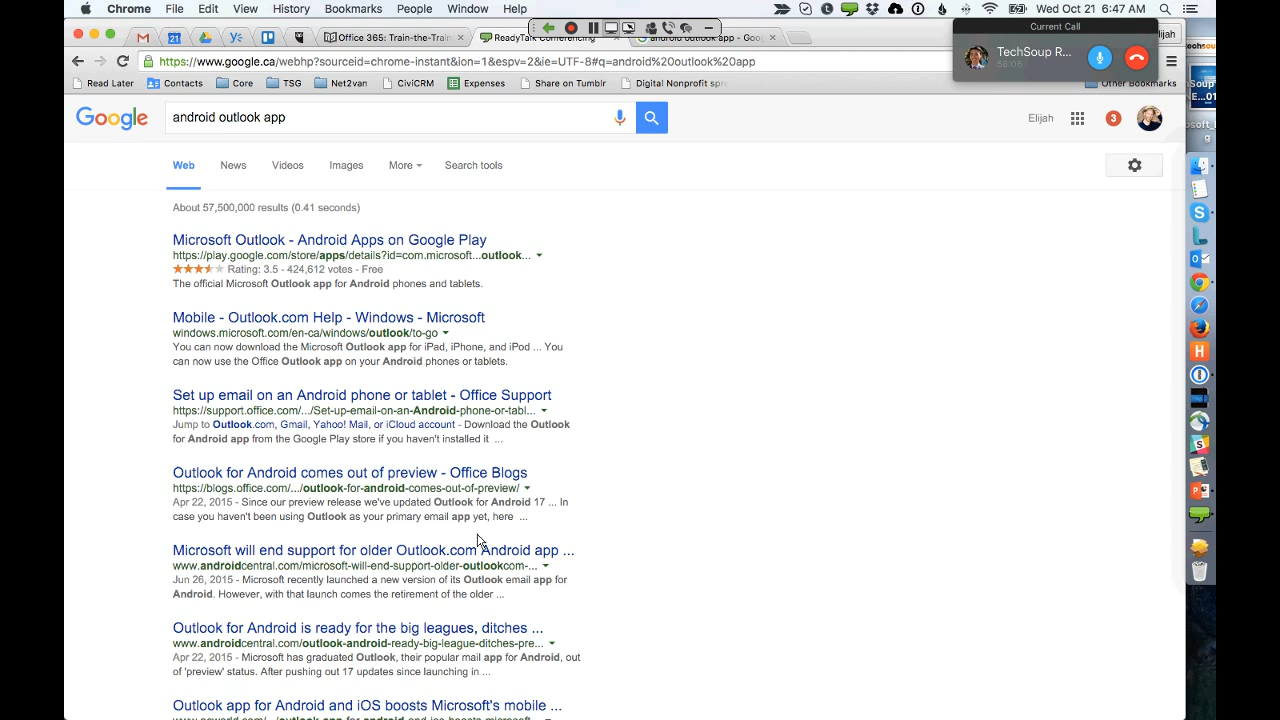 Chrome File Edit View History Bookmarks People Window Help
Wed Oct 21 6:47 AM
Current Call
TechSoup R...
58:06
Office 365: Train-the-Trai
ReadyTalk Conferencing
android outlook app - Goog
lijah
https://www.google.ca/webhp?sourceid=chrome-instant&ion=1&espv=2&ie=UTF-8#q=android%20outlook%20app
Read Later Contacts Core TSG Net2van CiviCRM Expenses Share on Tumblr Digital Nonprofit Other Bookmarks
Google
android outlook app
Elijah
3
Web News Videos Images More Search tools
About 57,500,000 results (0.41 seconds)
Microsoft Outlook - Android Apps on Google Play
https://play.google.com/store/apps/details?id=com.microsoft...outlook...
Rating: 3.5 - 424,612 votes - Free
The official Microsoft Outlook app for Android phones and tablets.
Mobile - Outlook.com Help - Windows - Microsoft
windows.microsoft.com/en-ca/windows/outlook/to-go
You can now download the Microsoft Outlook app for iPad, iPhone, and iPod ... You
can now use the Office Outlook app on your Android phones or tablets.
Set up email on an Android phone or tablet - Office Support
https://support.office.com/.../Set-up-email-on-an-Android-phone-or-tabl...
Jump to Outlook.com, Gmail, Yahoo! Mail, or iCloud account - Download the Outlook
for Android app from the Google Play store if you haven't installed it ...
Outlook for Android comes out of preview - Office Blogs
https://blogs.office.com/.../outlook-for-android-comes-out-of-preview/
Apr 22, 2015 - Since our preview release we've updated Outlook for Android 17 ... In
case you haven't been using Outlook as your primary email app yet, here ...
Microsoft will end support for older Outlook.com Android app ...
www.androidcentral.com/microsoft-will-end-support-older-outlookcom-...
Jun 26, 2015 - Microsoft recently launched a new version of its Outlook email app for
Android. However, with that launch comes the retirement of the older ...
Outlook for Android is ready for the big leagues, ditches ...
www.androidcentral.com/outlook-android-ready-big-league-ditches-pre...
Apr 22, 2015 - Microsoft has graduated Outlook, their popular mail app for Android, out
of 'preview' status. After pushing out 17 updates since launching in ...
Outlook app for Android and iOS boosts Microsoft's mobile ...